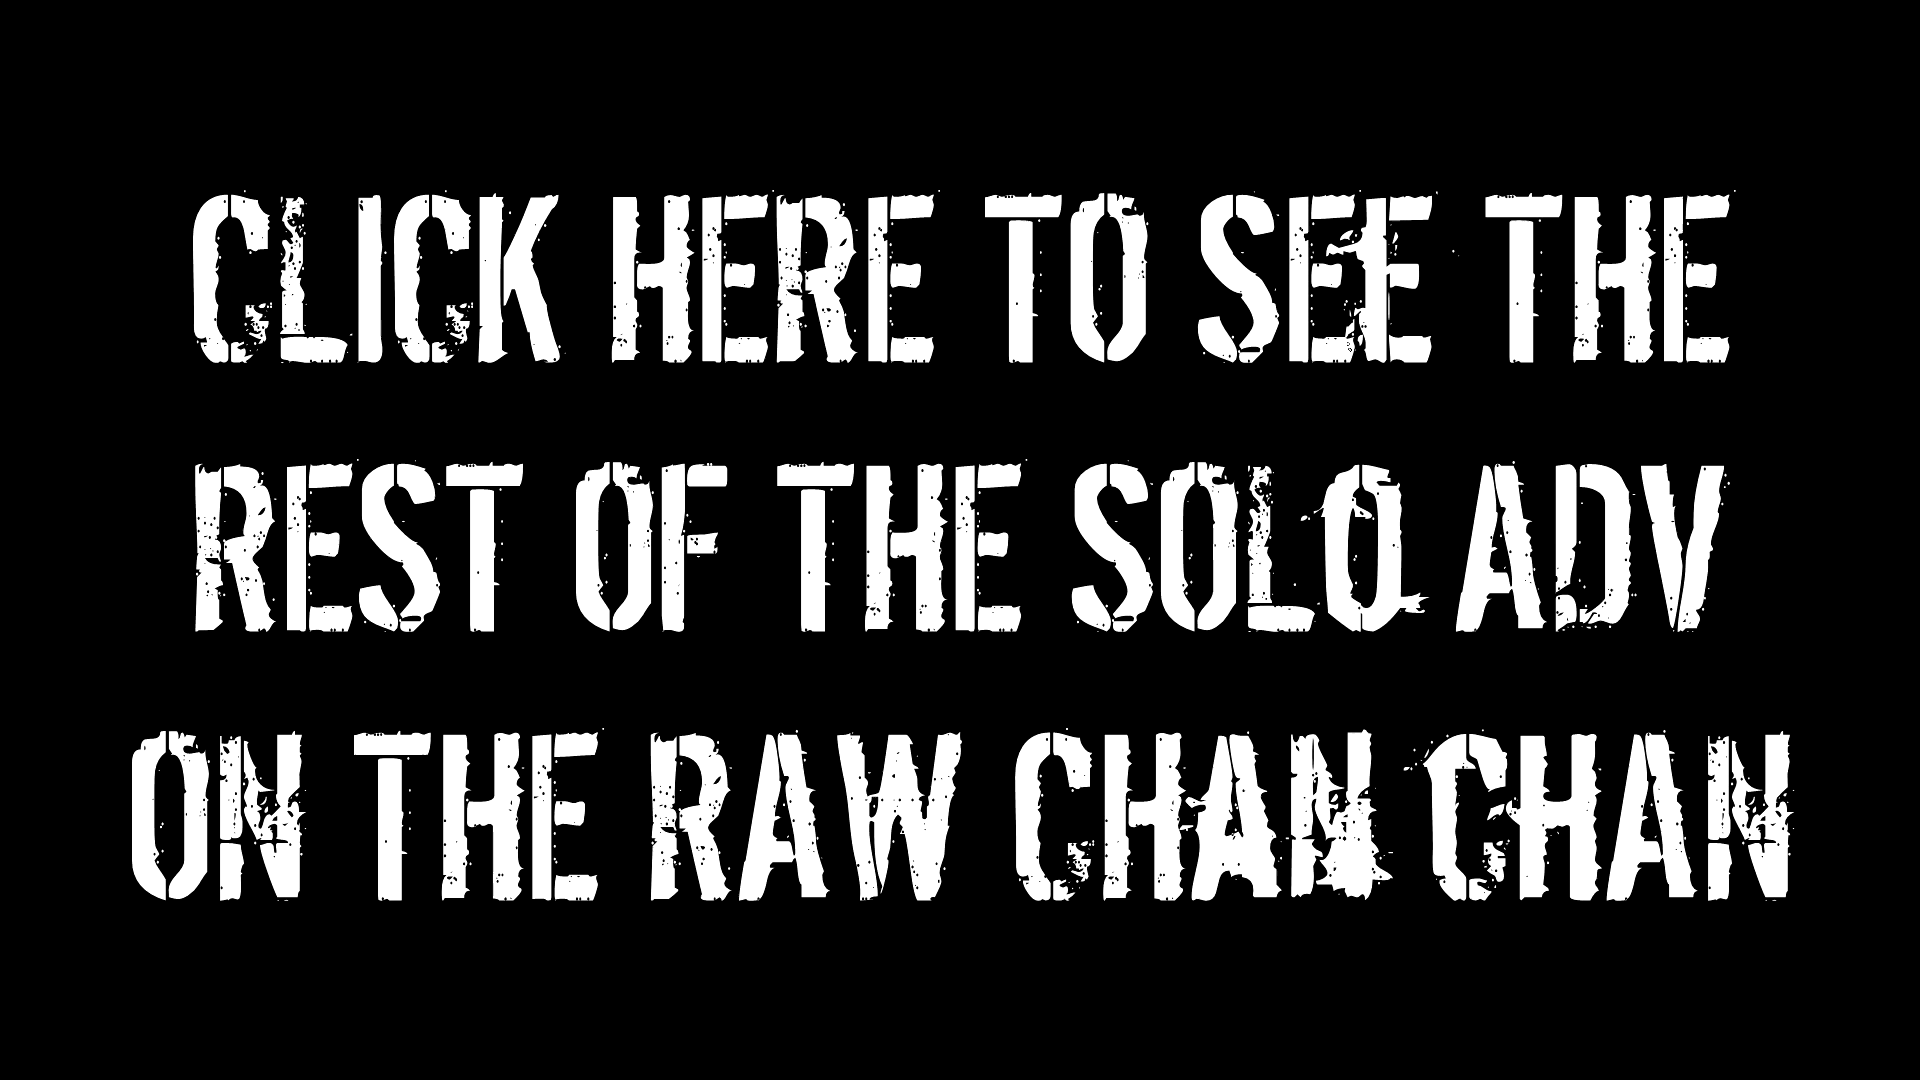 CLICK HERE TO SEE THE
REST OF THE SOLO ADV
ON THE RAW CHAN CHAN